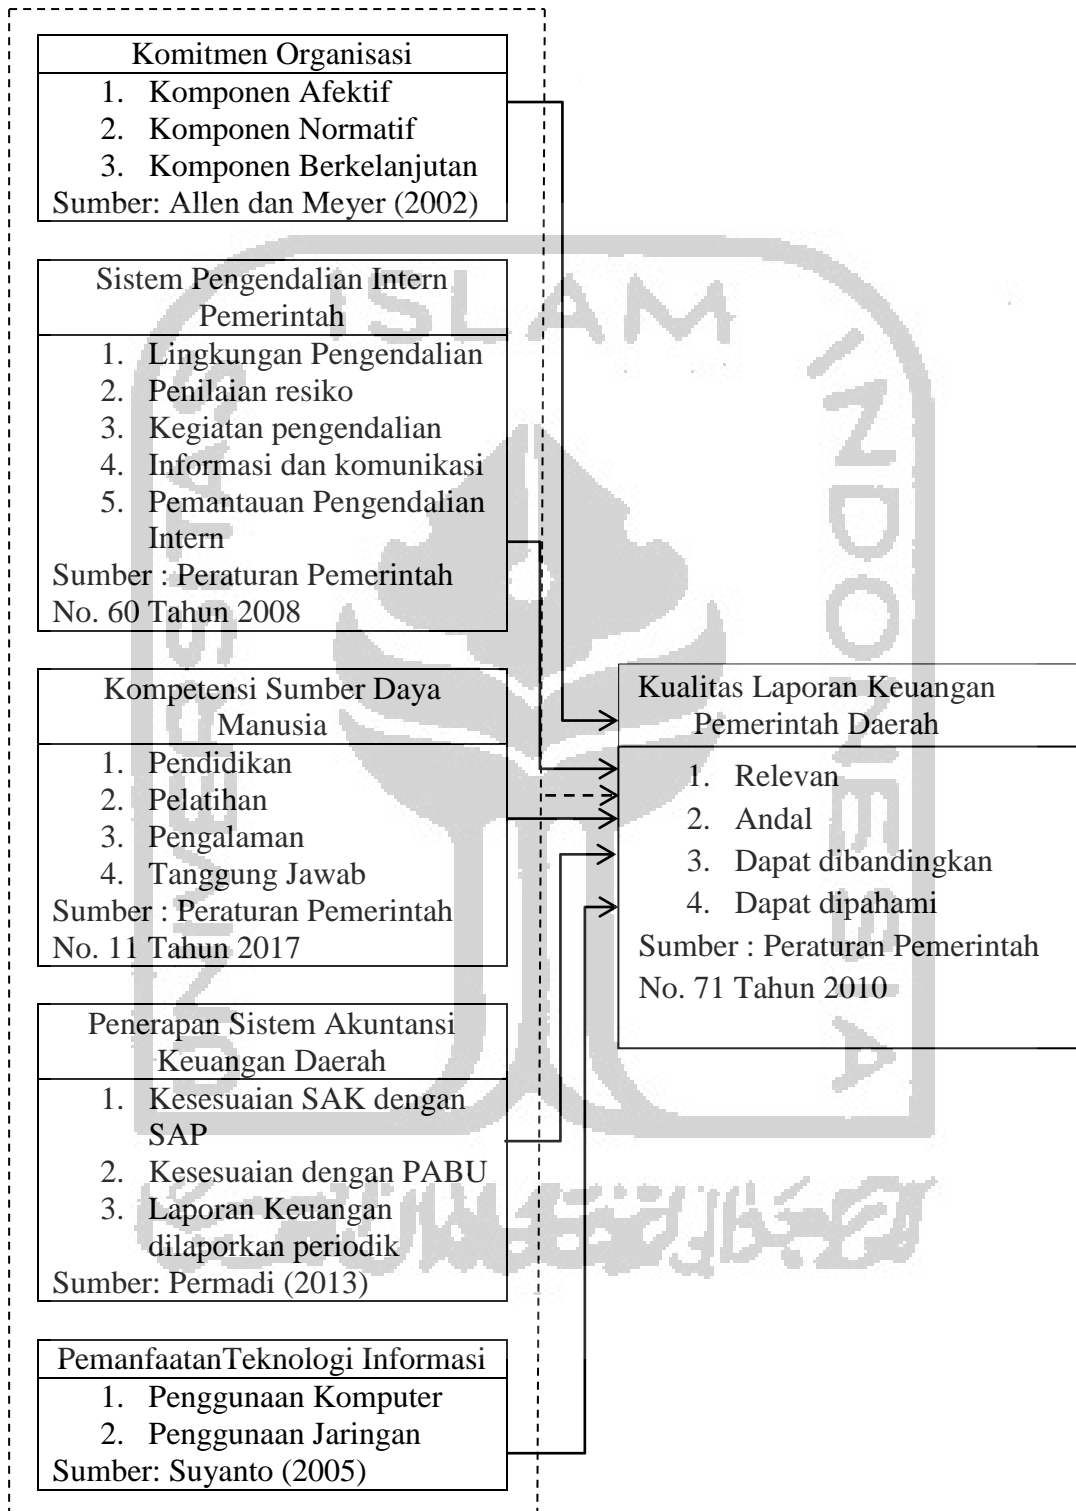 Komitmen Organisasi
1. Komponen Afektif
2. Komponen Normatif
3. Komponen Berkelanjutan
Sumber: Allen dan Meyer (2002)
Sistem Pengendalian Intern
Pemerintah
1. Lingkungan Pengendalian
2. Penilaian resiko
3. Kegiatan pengendalian
4. Informasi dan komunikasi
5. Pemantauan Pengendalian
Intern
Sumber : Peraturan Pemerintah
No. 60 Tahun 2008
Kompetensi Sumber Daya
Manusia
1. Pendidikan
2. Pelatihan
3. Pengalaman
4. Tanggung Jawab
Sumber : Peraturan Pemerintah
No. 11 Tahun 2017
Penerapan Sistem Akuntansi
Keuangan Daerah
1. Kesesuaian SAK dengan
SAP
2. Kesesuaian dengan PABU
3. Laporan Keuangan
dilaporkan periodik
Sumber: Permadi (2013)
PemanfaatanTeknologi Informasi
1. Penggunaan Komputer
2. Penggunaan Jaringan
Sumber: Suyanto (2005)
Kualitas Laporan Keuangan
Pemerintah Daerah
1. Relevan
2. Andal
3. Dapat dibandingkan
4. Dapat dipahami
Sumber : Peraturan Pemerintah
No. 71 Tahun 2010
UNIVERSITAS
ISLAM
INDONESIA